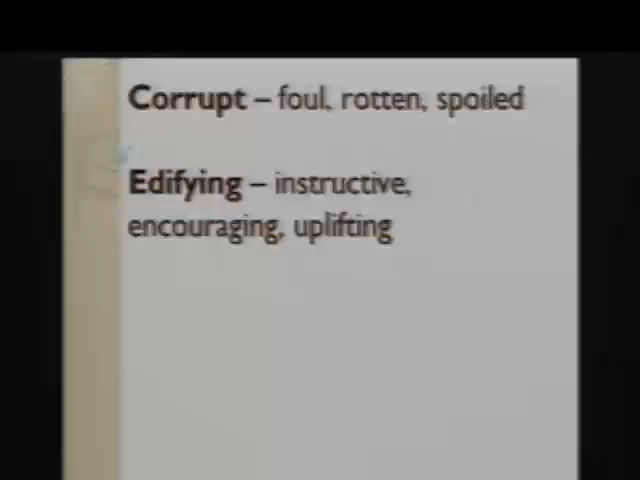 Corrupt – foul, rotten, spoiled
Edifying – instructive,
encouraging, uplifting